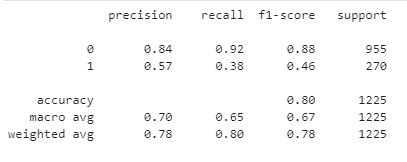 precision recall f1-score support
0 0.84 0.92 0.88 955
1 0.57 0.38 0.46 270
accuracy 0.80 1225
macro avg 0.70 0.65 0.67 1225
weighted avg 0.78 0.80 0.78 1225